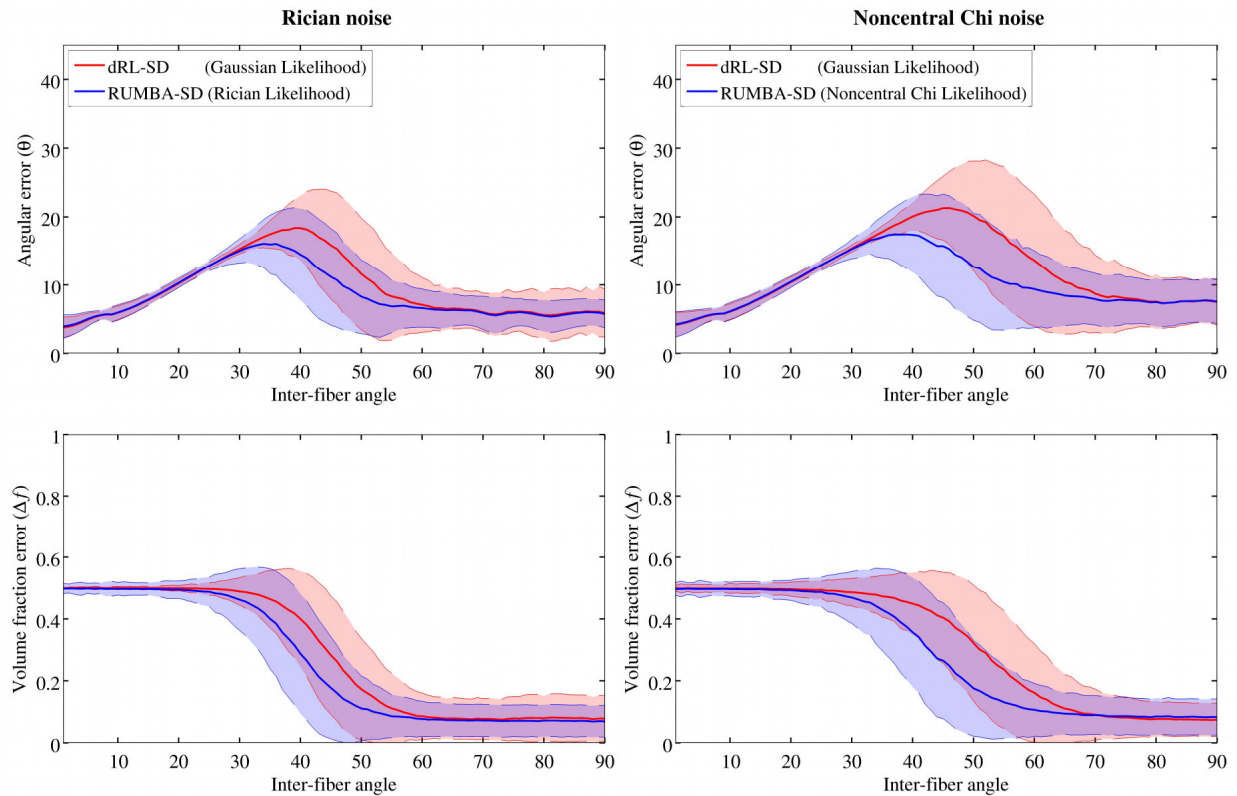 Rician noise
Noncentral Chi noise
40
30
20
10
0
Angular error (θ)
dRL-SD (Gaussian Likelihood)
RUMBA-SD (Rician Likelihood)
10 20 30 40 50 60 70 80 90
Inter-fiber angle
40
30
20
10
0
Angular error (θ)
dRL-SD (Gaussian Likelihood)
RUMBA-SD (Noncentral Chi Likelihood)
10 20 30 40 50 60 70 80 90
Inter-fiber angle
1
0.8
0.6
0.4
0.2
0
Volume fraction error (Δf)
10 20 30 40 50 60 70 80 90
Inter-fiber angle
1
0.8
0.6
0.4
0.2
0
Volume fraction error (Δf)
10 20 30 40 50 60 70 80 90
Inter-fiber angle